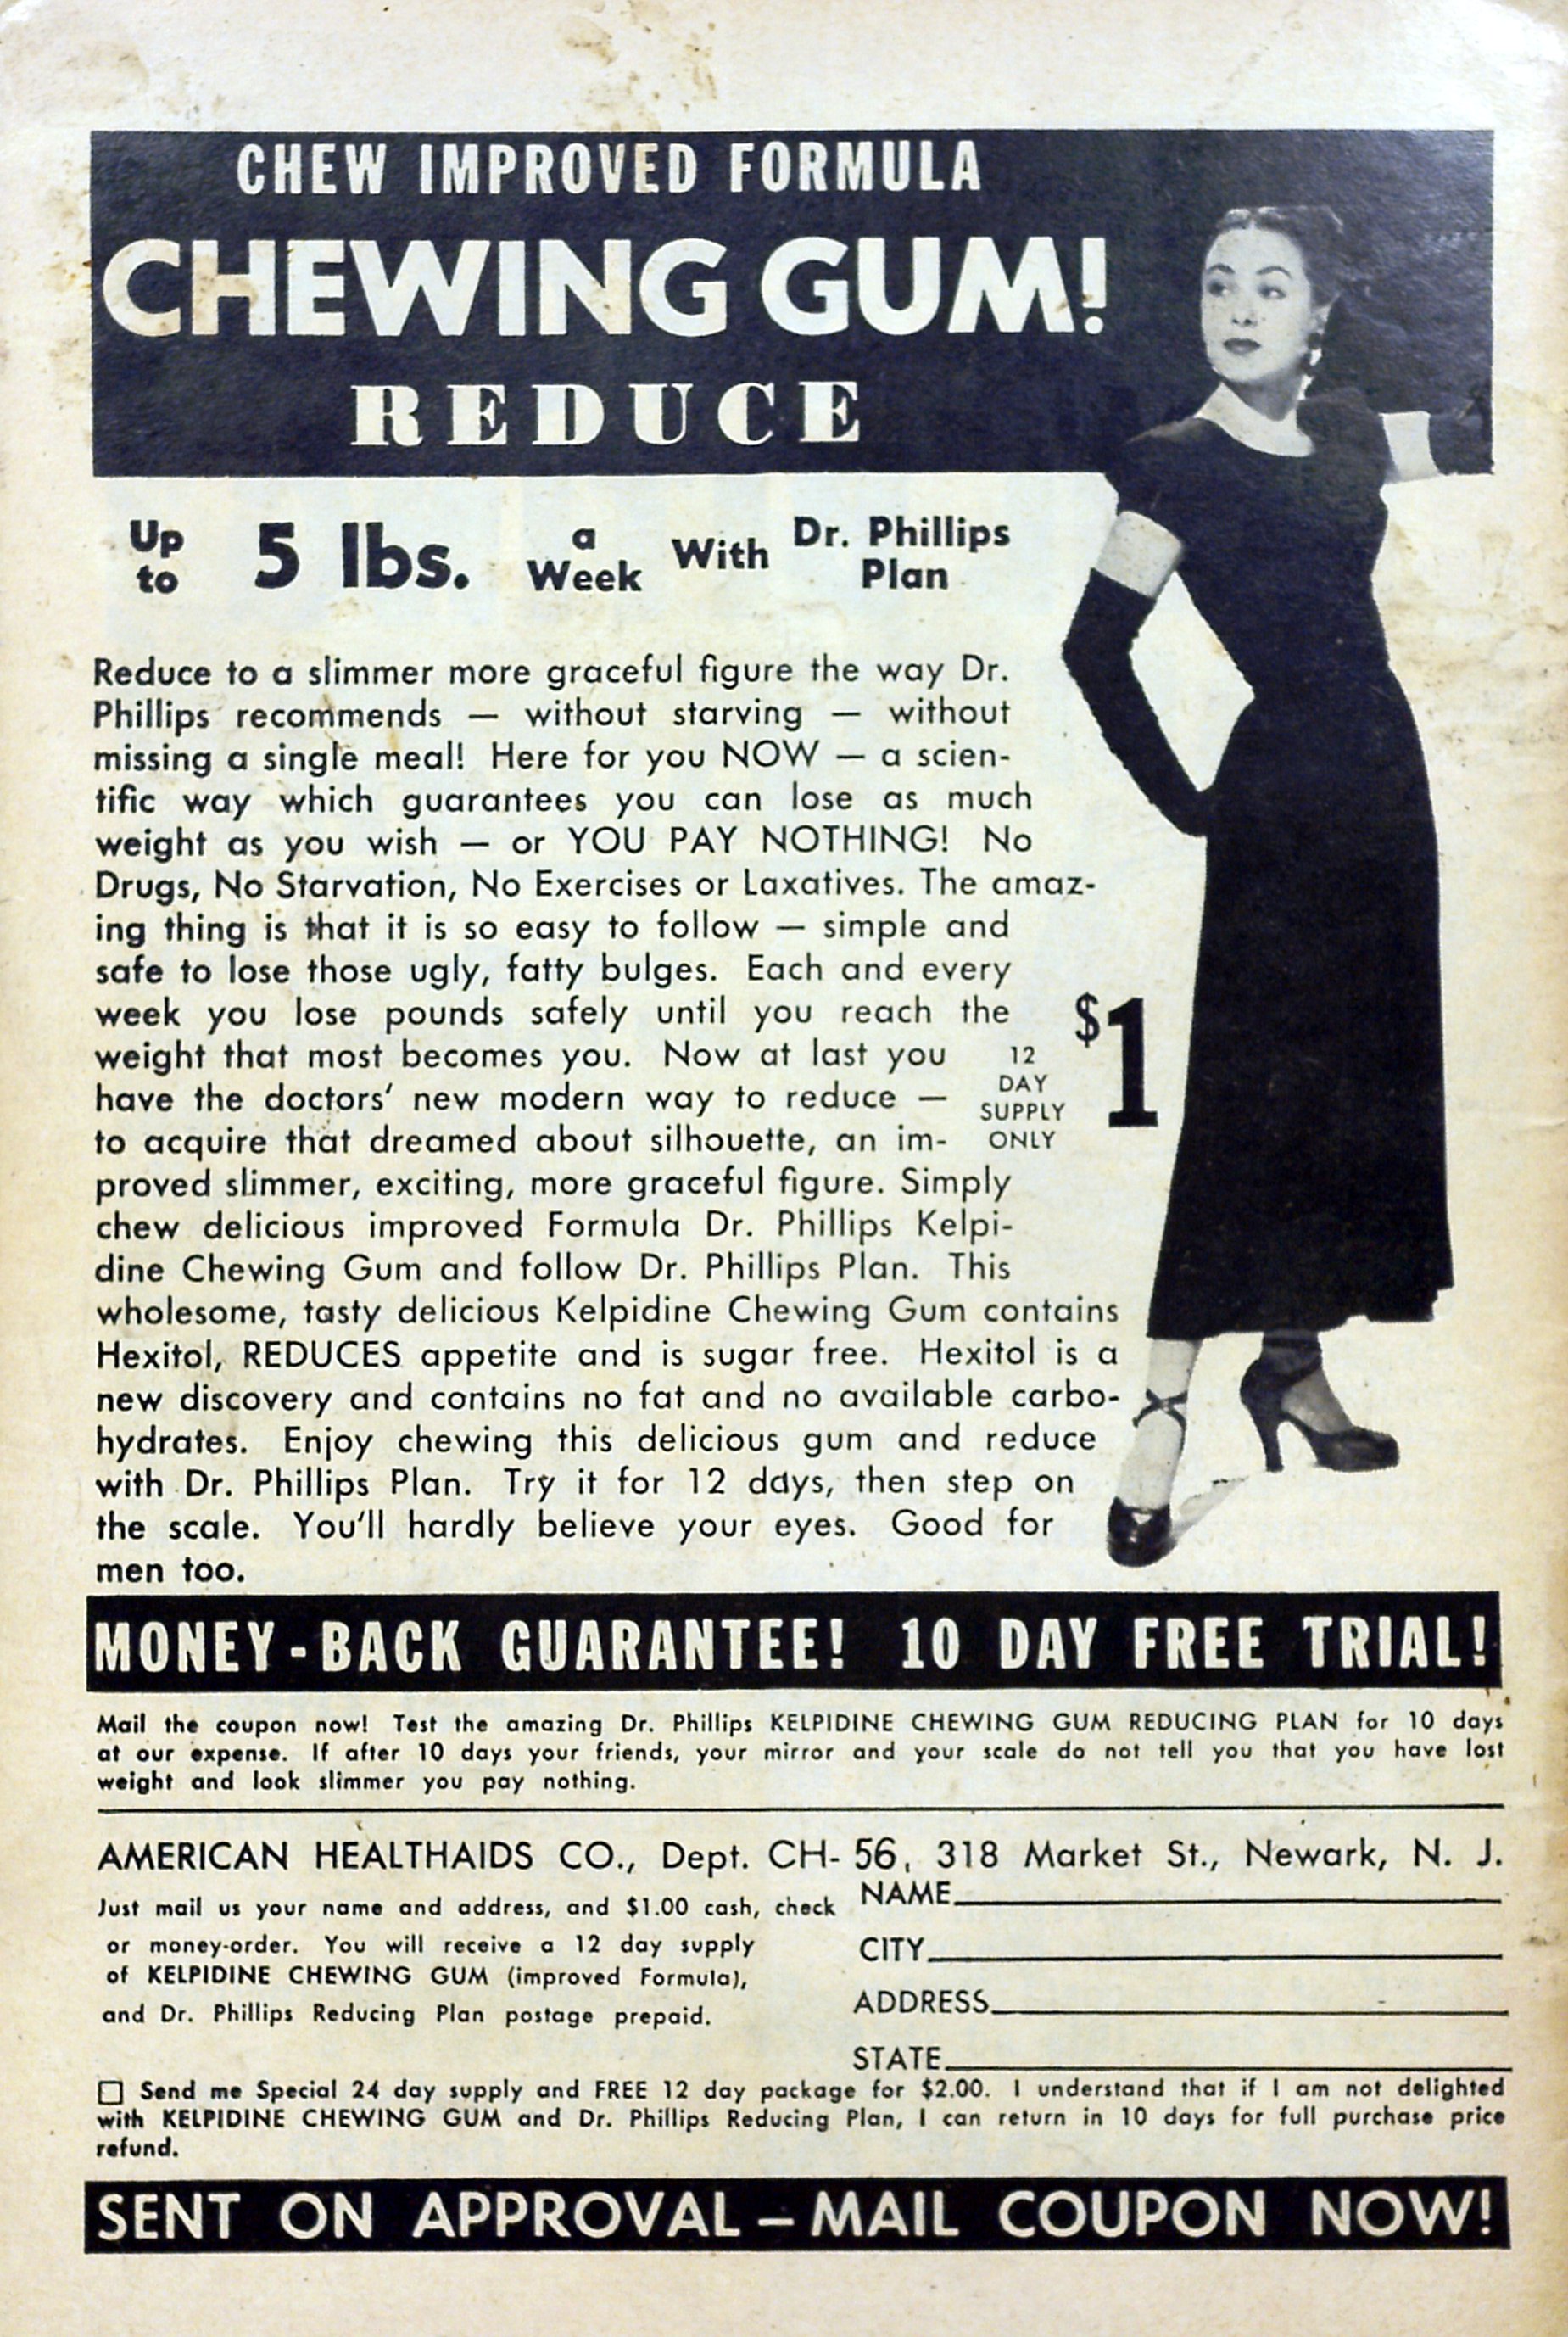 CHEW IMPROVED FORMULA
CHEWING GUM!
REDUCE
Up to 5 lbs. a Week With Dr. Phillips Plan
Reduce to a slimmer more graceful figure the way Dr.
Phillips recommends — without starving — without
missing a single meal! Here for you NOW — a scien-
tific way which guarantees you can lose as much
weight as you wish — or YOU PAY NOTHING! No
Drugs, No Starvation, No Exercises or Laxatives. The amaz-
ing thing is that it is so easy to follow — simple and
safe to lose those ugly, fatty bulges. Each and every
week you lose pounds safely until you reach the
weight that most becomes you. Now at last you
have the doctors' new modern way to reduce —
to acquire that dreamed about silhouette, an im-
proved slimmer, exciting, more graceful figure. Simply
chew delicious improved Formula Dr. Phillips Kelpi-
dine Chewing Gum and follow Dr. Phillips Plan. This
wholesome, tasty delicious Kelpidine Chewing Gum contains
Hexitol, REDUCES appetite and is sugar free. Hexitol is a
new discovery and contains no fat and no available carbo-
hydrates. Enjoy chewing this delicious gum and reduce
with Dr. Phillips Plan. Try it for 12 days, then step on
the scale. You'll hardly believe your eyes. Good for
men too.
12
DAY
SUPPLY
ONLY
$1
MONEY-BACK GUARANTEE! 10 DAY FREE TRIAL!
Mail the coupon now! Test the amazing Dr. Phillips KELPIDINE CHEWING GUM REDUCING PLAN for 10 days
at our expense. If after 10 days your friends, your mirror and your scale do not tell you that you have lost
weight and look slimmer you pay nothing.
AMERICAN HEALTHAIDS CO., Dept. CH-56, 318 Market St., Newark, N. J.
Just mail us your name and address, and $1.00 cash, check
or money-order. You will receive a 12 day supply
of KELPIDINE CHEWING GUM (improved Formula),
and Dr. Phillips Reducing Plan postage prepaid.
NAME
CITY
ADDRESS
STATE
Send me Special 24 day supply and FREE 12 day package for $2.00. I understand that if I am not delighted
with KELPIDINE CHEWING GUM and Dr. Phillips Reducing Plan, I can return in 10 days for full purchase price
refund.
SENT ON APPROVAL — MAIL COUPON NOW!